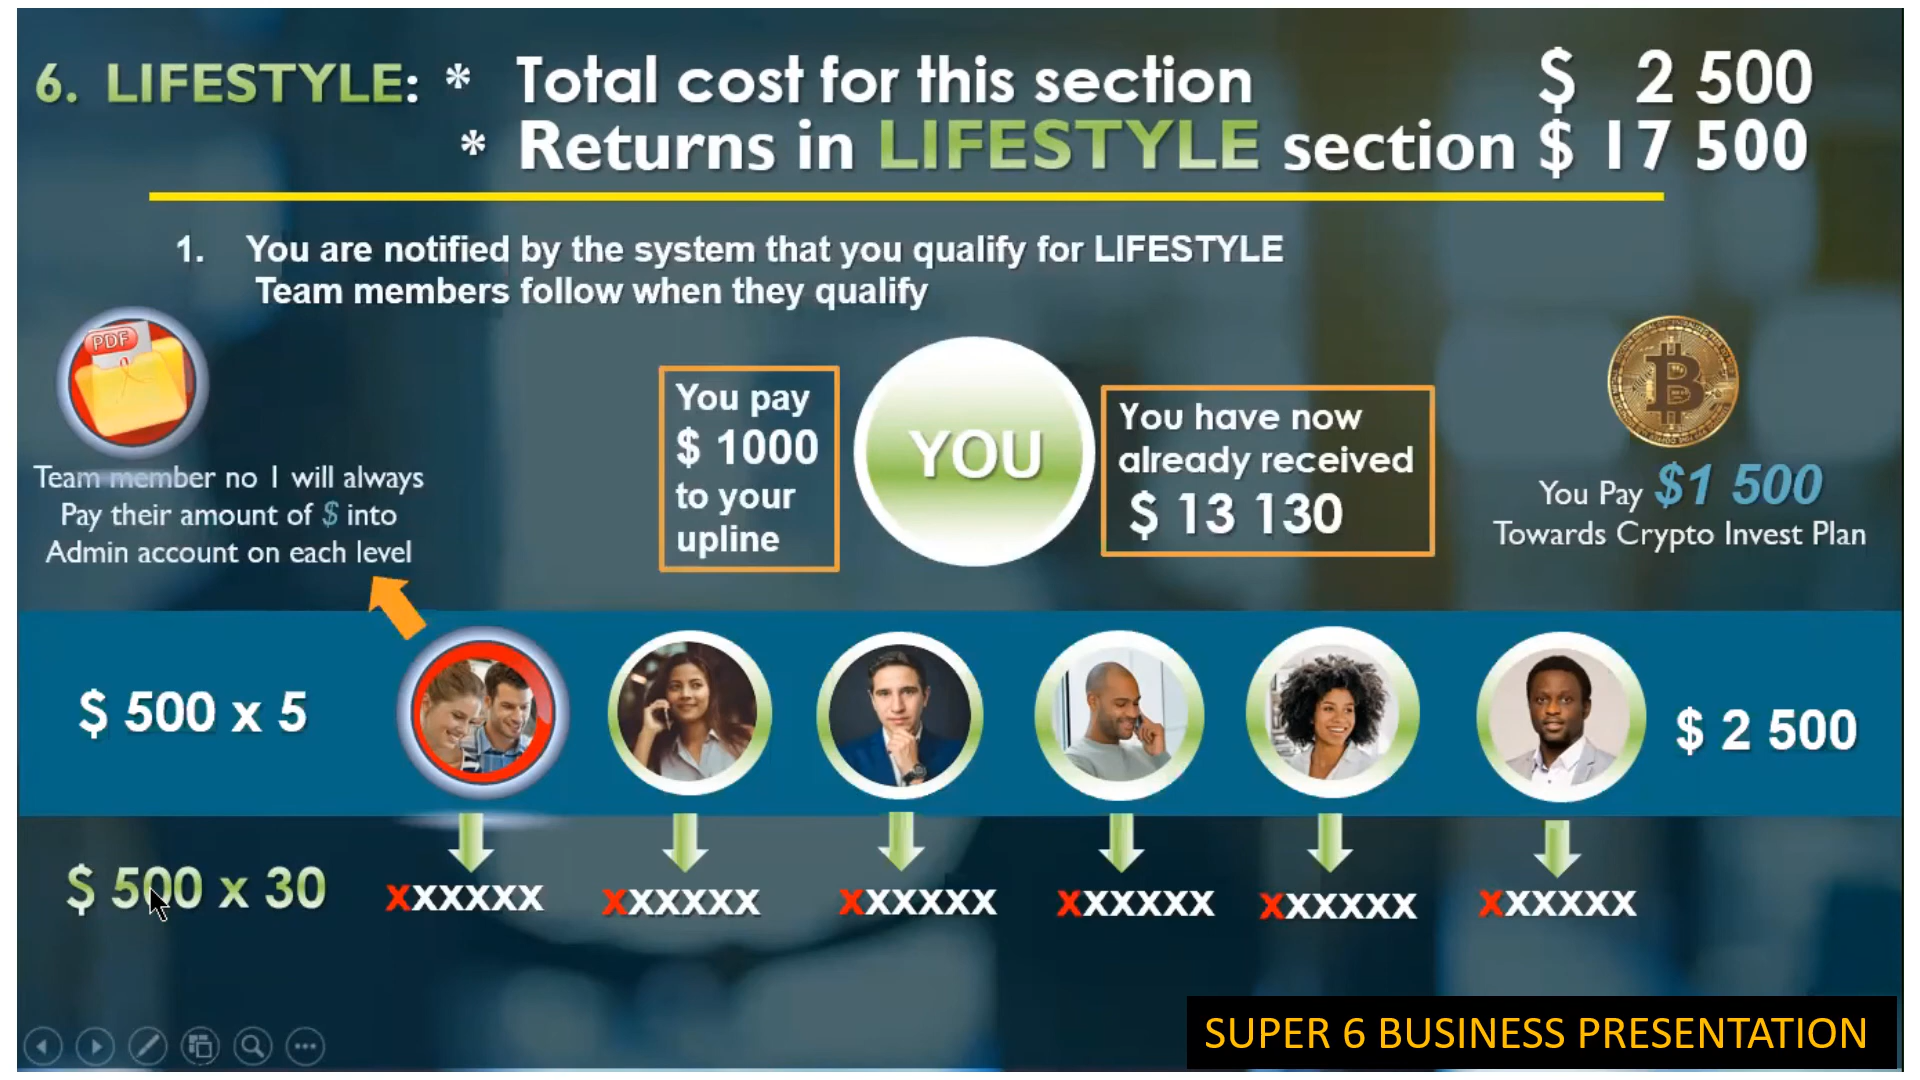 6. LIFESTYLE: * Total cost for this section $ 2 500
* Returns in LIFESTYLE section $ 17 500
1. You are notified by the system that you qualify for LIFESTYLE
Team members follow when they qualify
PDF
Team member no 1 will always
Pay their amount of $ into
Admin account on each level
You pay
$ 1000
to your
upline
YOU
You have now
already received
$ 13 130
You Pay $1 500
Towards Crypto Invest Plan
$ 500 x 5
$ 2 500
$ 500 x 30
xxxxxx xxxxxx xxxxxx xxxxxx xxxxxx xxxxxx
SUPER 6 BUSINESS PRESENTATION